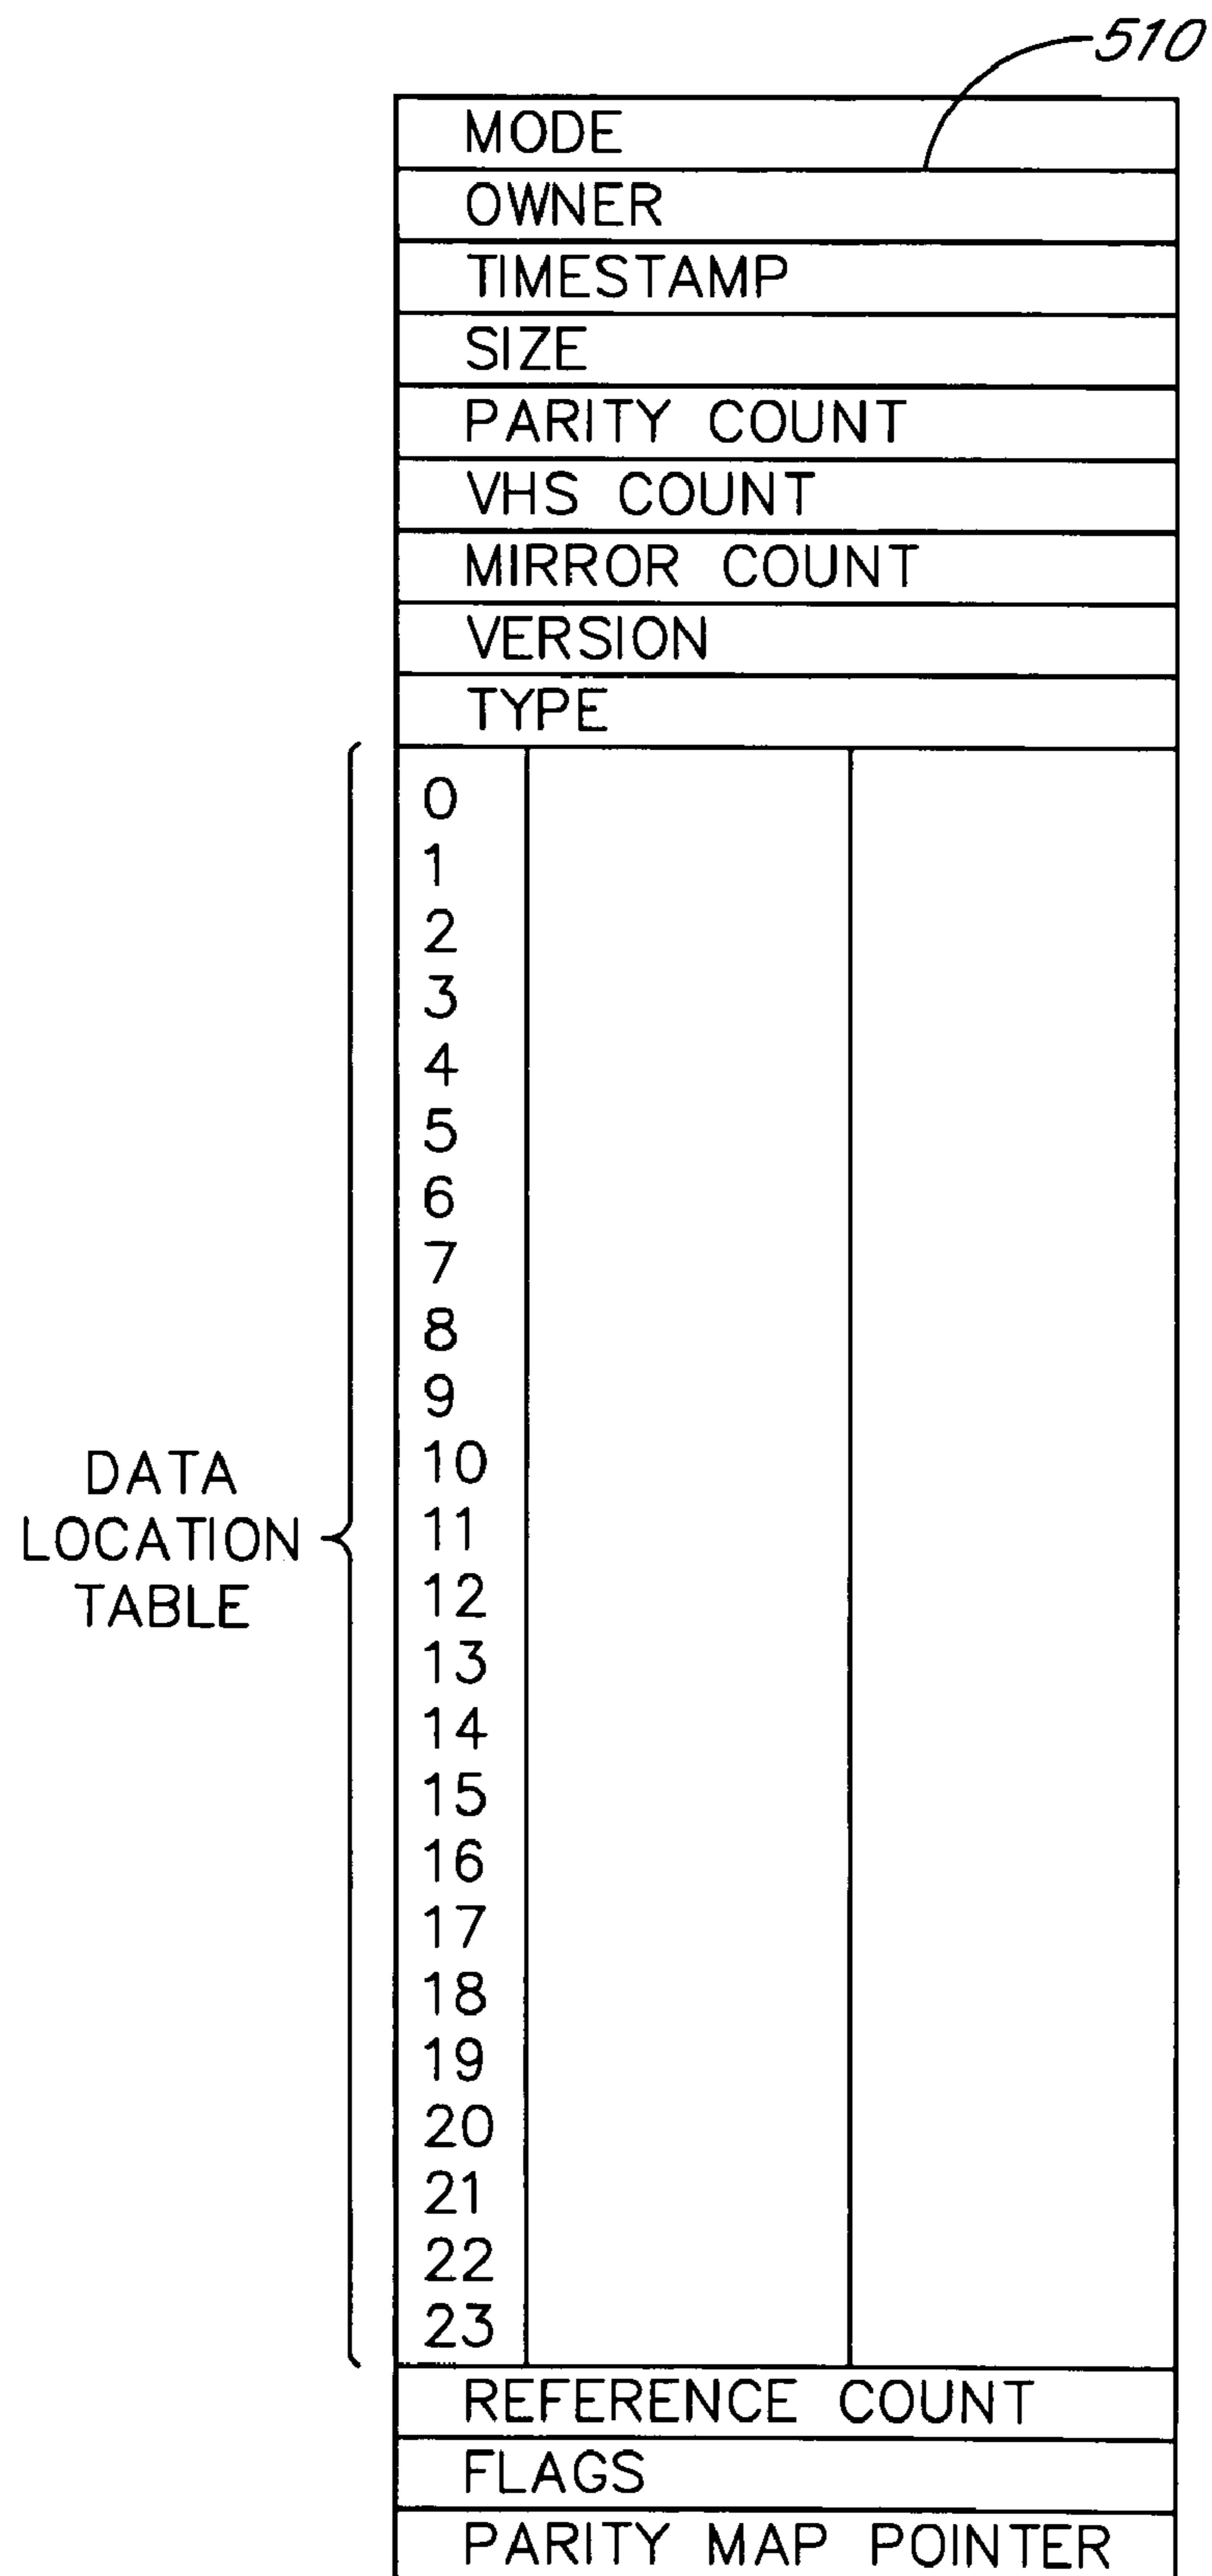 510
MODE
OWNER
TIMESTAMP
SIZE
PARITY COUNT
VHS COUNT
MIRROR COUNT
VERSION
TYPE
DATA
LOCATION
TABLE
0
1
2
3
4
5
6
7
8
9
10
11
12
13
14
15
16
17
18
19
20
21
22
23
REFERENCE COUNT
FLAGS
PARITY MAP POINTER